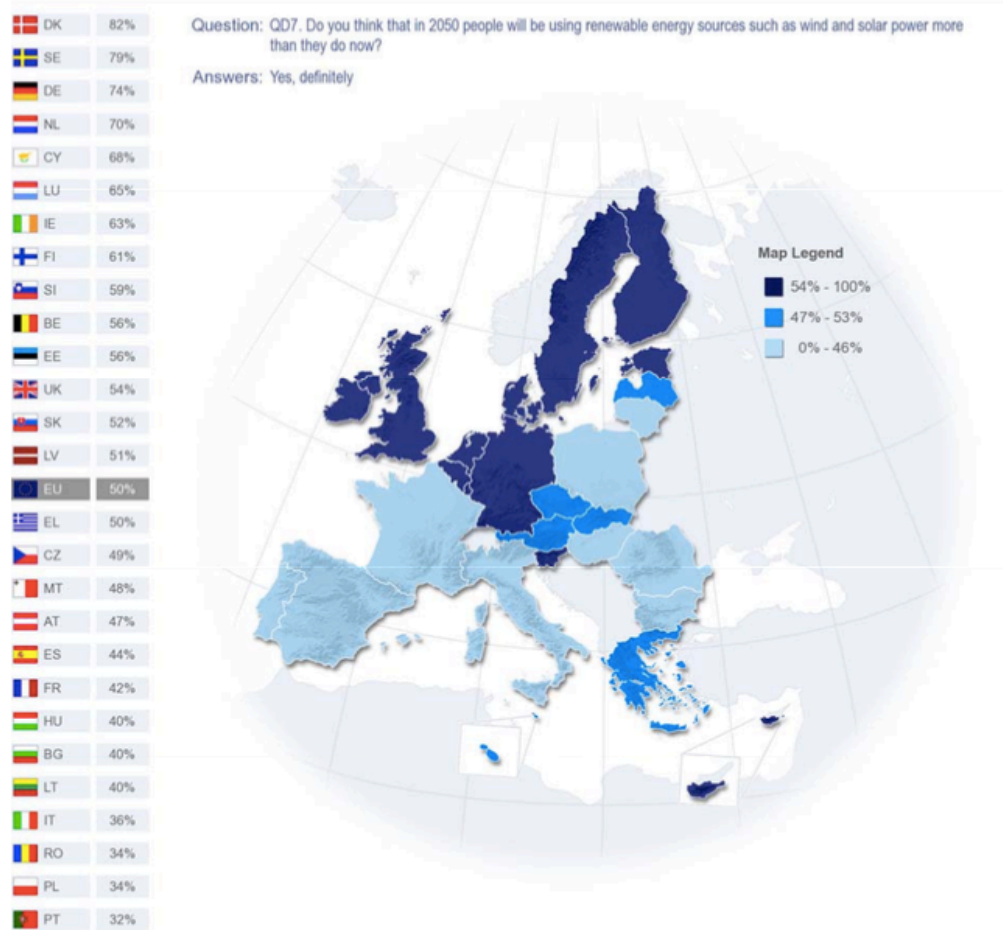 Question: QD7. Do you think that in 2050 people will be using renewable energy sources such as wind and solar power more
than they do now?
Answers: Yes, definitely
DK 82%
SE 79%
DE 74%
NL 70%
CY 68%
LU 65%
IE 63%
FI 61%
SI 59%
BE 56%
EE 56%
UK 54%
SK 52%
LV 51%
EU 50%
EL 50%
CZ 49%
MT 48%
AT 47%
ES 44%
FR 42%
HU 40%
BG 40%
LT 40%
IT 36%
RO 34%
PL 34%
PT 32%
Map Legend
54% - 100%
47% - 53%
0% - 46%